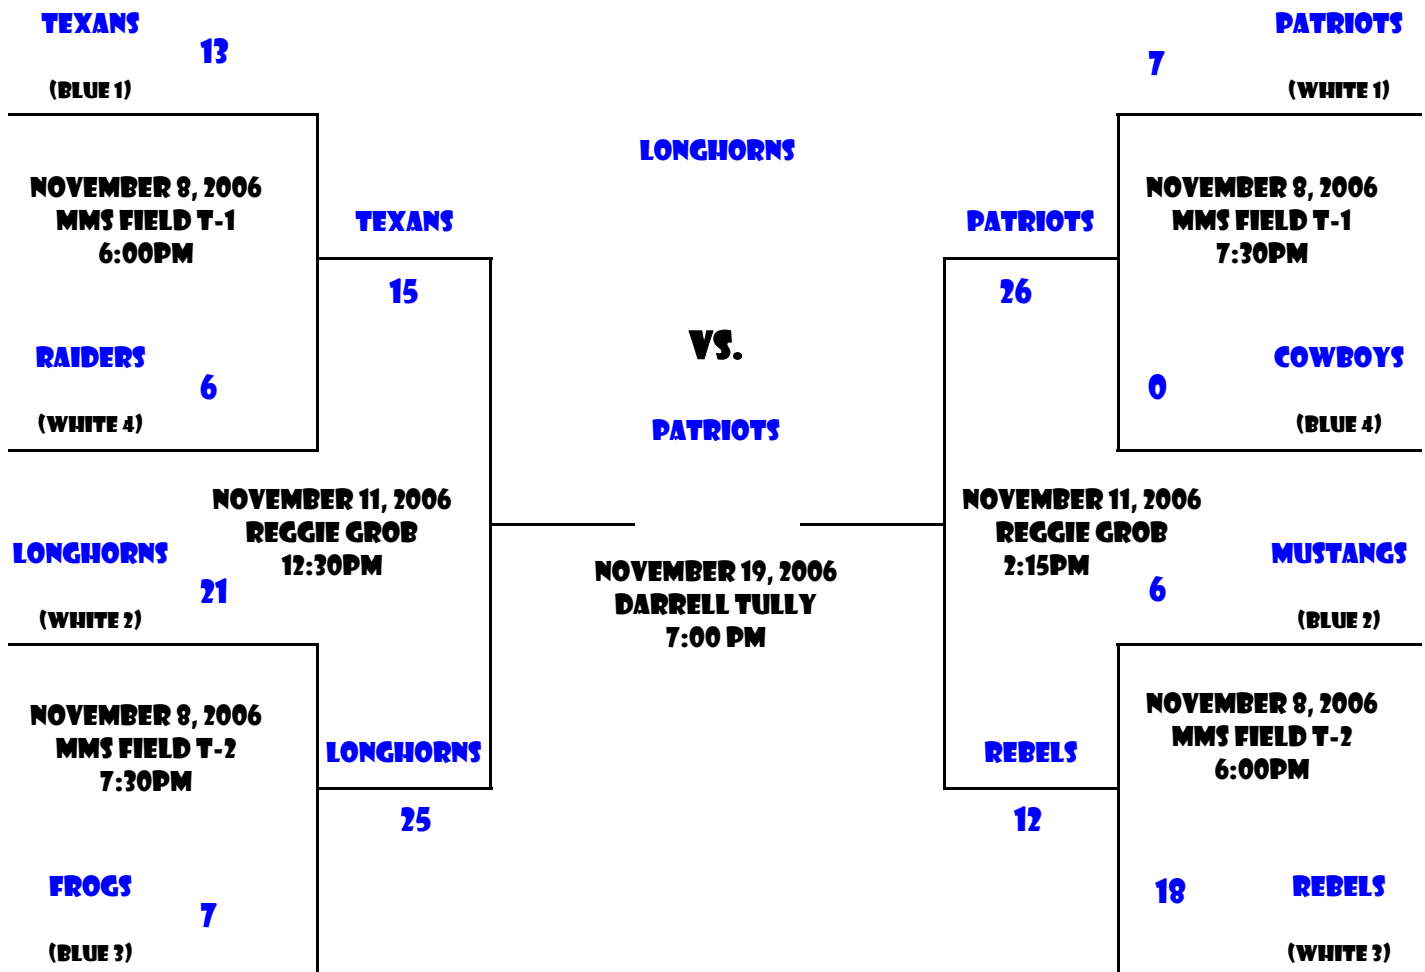 TEXANS
13
(BLUE 1)
NOVEMBER 8, 2006
MMS FIELD T-1
6:00PM
RAIDERS
6
(WHITE 4)
TEXANS
15
LONGHORNS
21
(WHITE 2)
NOVEMBER 11, 2006
REGGIE GROB
12:30PM
NOVEMBER 8, 2006
MMS FIELD T-2
7:30PM
LONGHORNS
25
FROGS
7
(BLUE 3)
LONGHORNS
VS.
PATRIOTS
NOVEMBER 19, 2006
DARRELL TULLY
7:00 PM
PATRIOTS
7
(WHITE 1)
NOVEMBER 8, 2006
MMS FIELD T-1
7:30PM
PATRIOTS
26
COWBOYS
0
(BLUE 4)
NOVEMBER 11, 2006
REGGIE GROB
2:15PM
MUSTANGS
6
(BLUE 2)
NOVEMBER 8, 2006
MMS FIELD T-2
6:00PM
REBELS
12
18
REBELS
(WHITE 3)